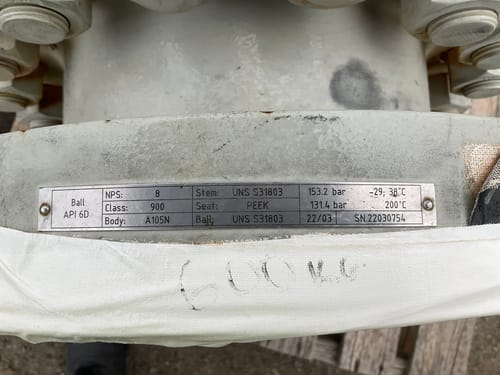 Ball API 6D
NPS: 8 Stem: UNS S31803 153.2 bar -29; 38°C
Class: 900 Seat: PEEK 131.4 bar 200°C
Body: A105N Ball: UNS S31803 22/03 SN.22030754
600